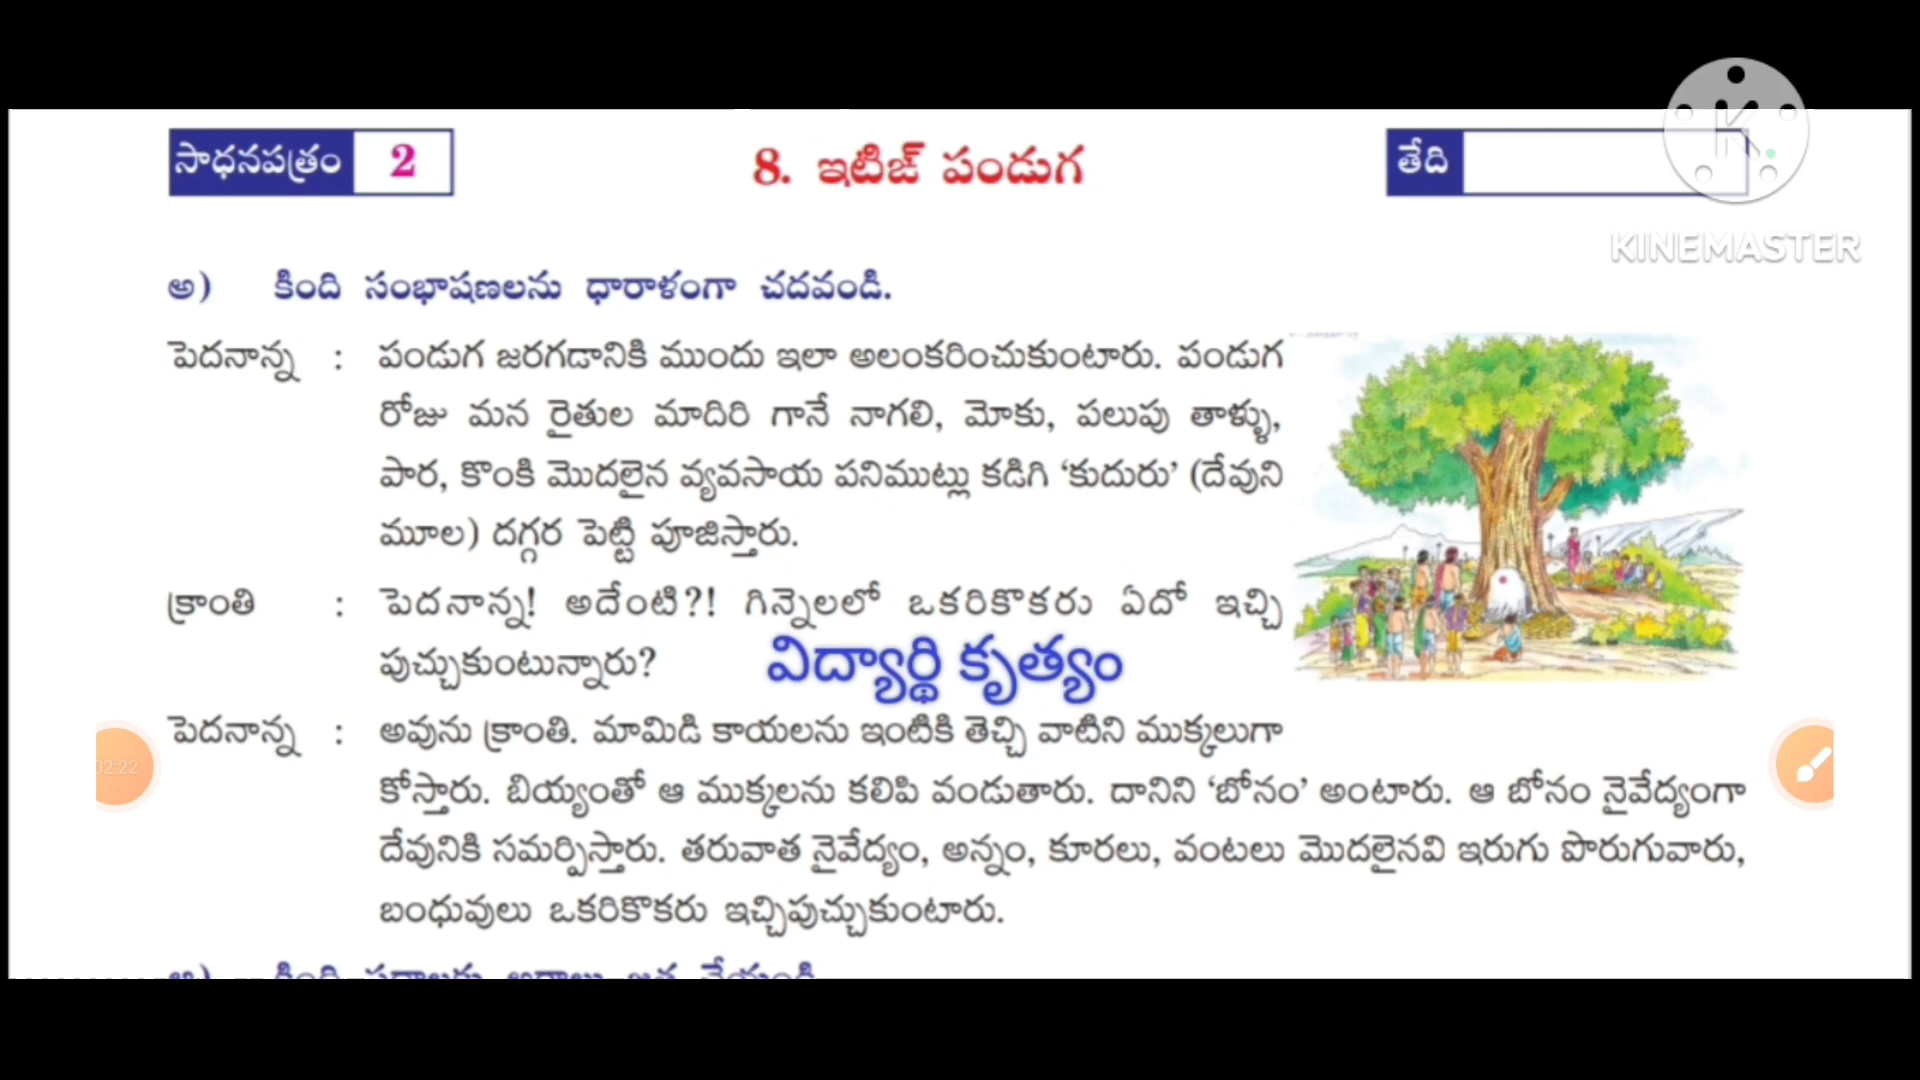 సాధనపత్రం 2 8. ఇటిజ్ పండుగ తేది
KINEMASTER
అ) కింది సంభాషణలను ధారాళంగా చదవండి.
పెదనాన్న : పండుగ జరగడానికి ముందు ఇలా అలంకరించుకుంటారు. పండుగ
రోజు మన రైతుల మాదిరి గానే నాగలి, మోకు, పలుపు తాళ్ళు,
పార, కొంకి మొదలైన వ్యవసాయ పనిముట్లు కడిగి ‘కుదురు’ (దేవుని
మూల) దగ్గర పెట్టి పూజిస్తారు.
క్రాంతి : పెదనాన్న! అదేంటి?! గిన్నెలలో ఒకరికొకరు ఏదో ఇచ్చి
పుచ్చుకుంటున్నారు? విద్యార్థి కృత్యం
పెదనాన్న : అవును క్రాంతి. మామిడి కాయలను ఇంటికి తెచ్చి వాటిని ముక్కలుగా
02:22
కోస్తారు. బియ్యంతో ఆ ముక్కలను కలిపి వండుతారు. దానిని ‘బోనం’ అంటారు. ఆ బోనం నైవేద్యంగా
దేవునికి సమర్పిస్తారు. తరువాత నైవేద్యం, అన్నం, కూరలు, వంటలు మొదలైనవి ఇరుగు పొరుగువారు,
బంధువులు ఒకరికొకరు ఇచ్చిపుచ్చుకుంటారు.